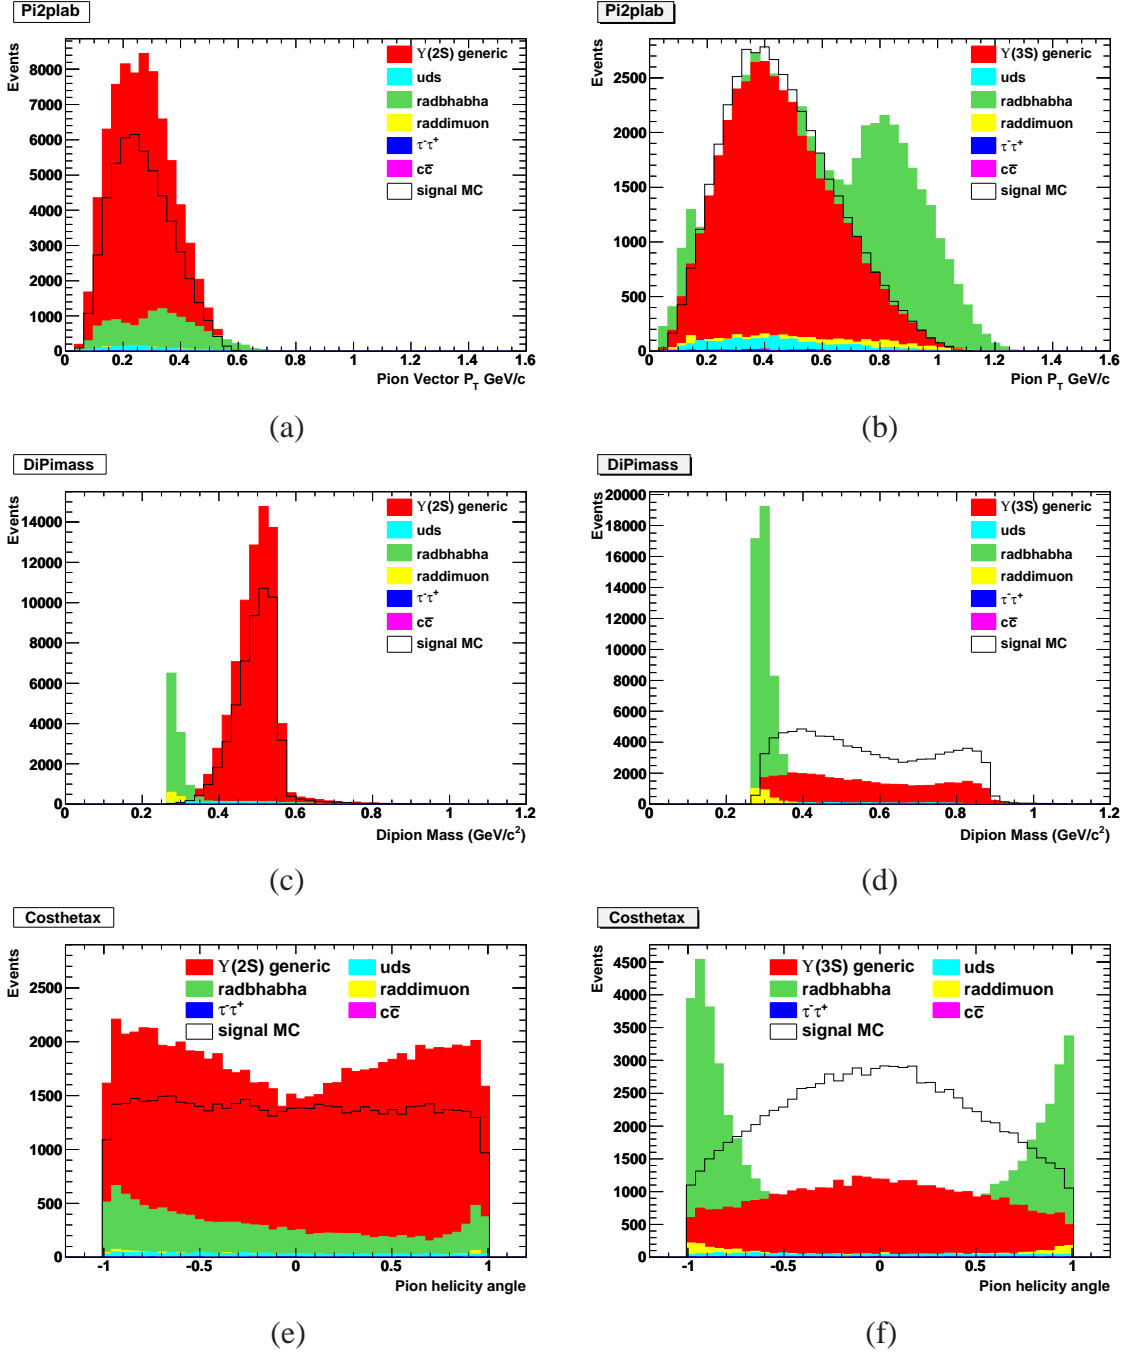 Pi2plab
Events
8000
7000
6000
5000
4000
3000
2000
1000
0
ϒ(2S) generic
uds
radbhabha
raddimuon
τ-τ+
cc̅
signal MC
0 0.2 0.4 0.6 0.8 1 1.2 1.4 1.6
Pion Vector P_T GeV/c
(a)
Pi2plab
Events
2500
2000
1500
1000
500
0
ϒ(3S) generic
uds
radbhabha
raddimuon
τ-τ+
cc̅
signal MC
0 0.2 0.4 0.6 0.8 1 1.2 1.4 1.6
Pion P_T GeV/c
(b)
DiPimass
Events
14000
12000
10000
8000
6000
4000
2000
0
ϒ(2S) generic
uds
radbhabha
raddimuon
τ-τ+
cc̅
signal MC
0 0.2 0.4 0.6 0.8 1 1.2
Dipion Mass (GeV/c²)
(c)
DiPimass
Events
20000
18000
16000
14000
12000
10000
8000
6000
4000
2000
0
ϒ(3S) generic
uds
radbhabha
raddimuon
τ-τ+
cc̅
signal MC
0 0.2 0.4 0.6 0.8 1 1.2
Dipion Mass (GeV/c²)
(d)
Costhetax
Events
2500
2000
1500
1000
500
0
ϒ(2S) generic uds
radbhabha raddimuon
τ-τ+ cc̅
signal MC
-1 -0.5 0 0.5 1
Pion helicity angle
(e)
Costhetax
Events
4500
4000
3500
3000
2500
2000
1500
1000
500
0
ϒ(3S) generic uds
radbhabha raddimuon
τ-τ+ cc̅
signal MC
-1 -0.5 0 0.5 1
Pion helicity angle
(f)